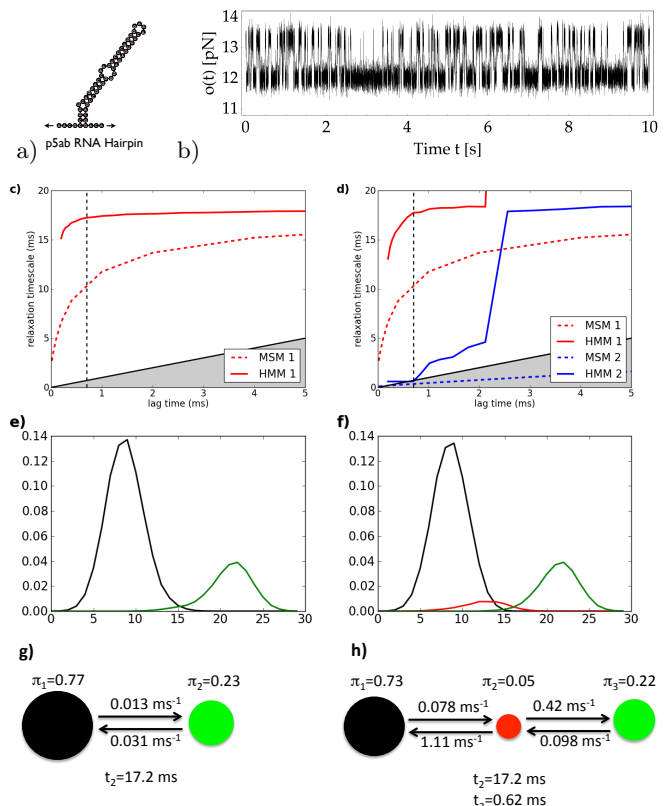 a)
p5ab RNA Hairpin
b)
o(t) [pN]
14
13
12
11
0 2 4 6 8 10
Time t [s]
c)
relaxation timescale (ms)
20
15
10
5
0
0 1 2 3 4 5
lag time (ms)
MSM 1
HMM 1
d)
relaxation timescale (ms)
20
15
10
5
0
0 1 2 3 4 5
lag time (ms)
MSM 1
HMM 1
MSM 2
HMM 2
e)
0.14
0.12
0.10
0.08
0.06
0.04
0.02
0.00
0 5 10 15 20 25 30
f)
0.14
0.12
0.10
0.08
0.06
0.04
0.02
0.00
0 5 10 15 20 25 30
g)
π1=0.77
π2=0.23
0.013 ms-1
0.031 ms-1
t2=17.2 ms
h)
π1=0.73
π2=0.05
π3=0.22
0.078 ms-1
0.42 ms-1
1.11 ms-1
0.098 ms-1
t2=17.2 ms
t2=0.62 ms